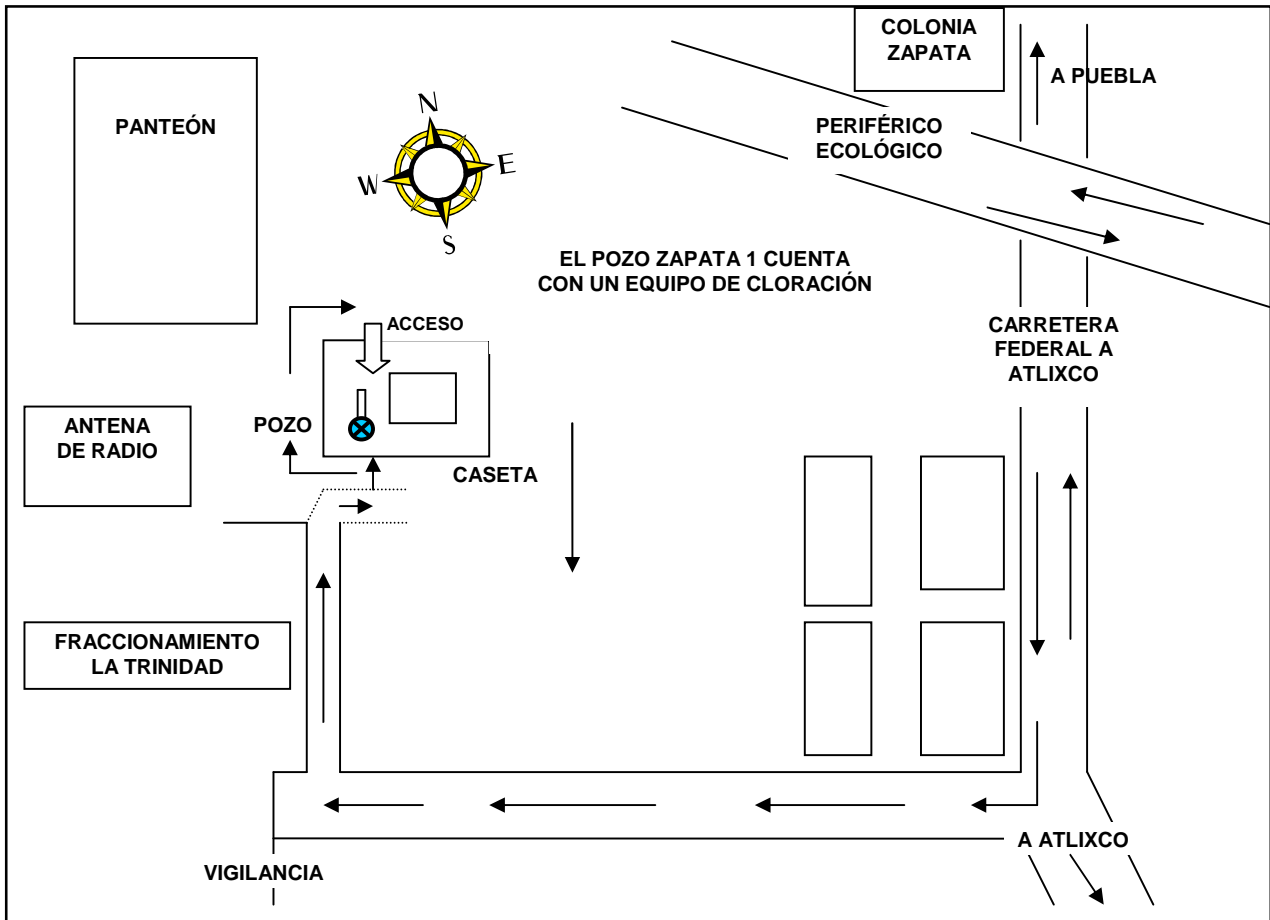 COLONIA
ZAPATA
A PUEBLA
PANTEÓN
PERIFÉRICO
ECOLÓGICO
N
W
E
S
EL POZO ZAPATA 1 CUENTA
CON UN EQUIPO DE CLORACIÓN
ACCESO
CARRETERA
FEDERAL A
ATLIXCO
ANTENA
DE RADIO
POZO
CASETA
FRACCIONAMIENTO
LA TRINIDAD
A ATLIXCO
VIGILANCIA